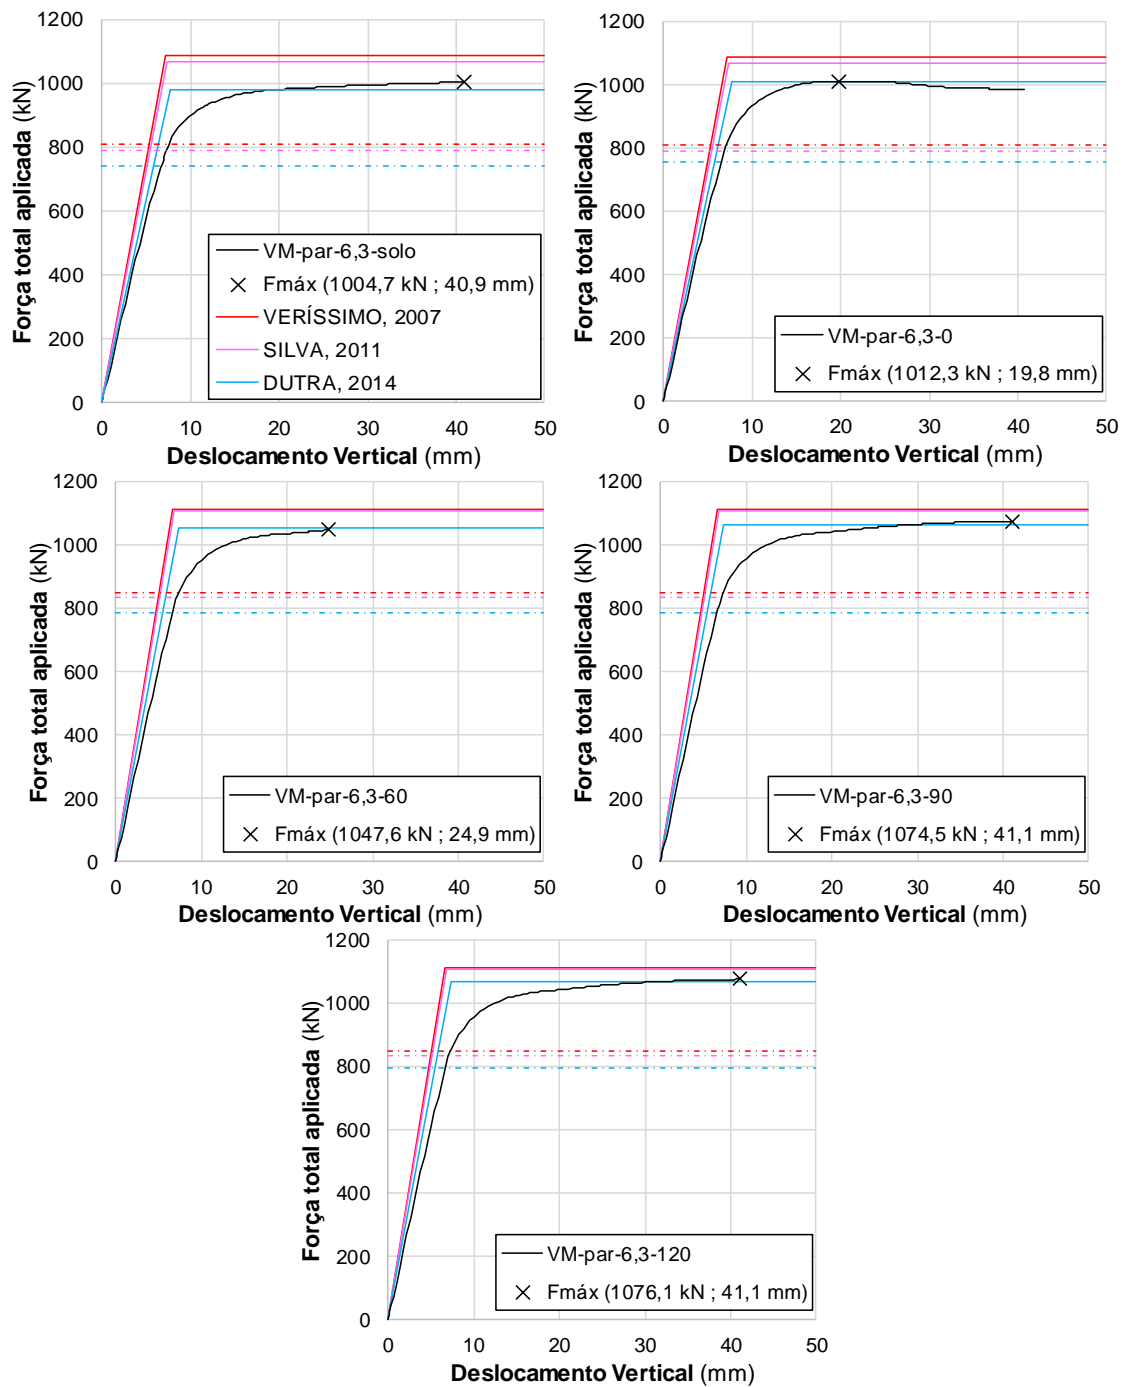 1200
1000
800
600
400
200
0
Força total aplicada (kN)
VM-par-6,3-solo
Fmáx (1004,7 kN ; 40,9 mm)
VERÍSSIMO, 2007
SILVA, 2011
DUTRA, 2014
0 10 20 30 40 50
Deslocamento Vertical (mm)
1200
1000
800
600
400
200
0
Força total aplicada (kN)
VM-par-6,3-0
Fmáx (1012,3 kN ; 19,8 mm)
0 10 20 30 40 50
Deslocamento Vertical (mm)
1200
1000
800
600
400
200
0
Força total aplicada (kN)
VM-par-6,3-60
Fmáx (1047,6 kN ; 24,9 mm)
0 10 20 30 40 50
Deslocamento Vertical (mm)
1200
1000
800
600
400
200
0
Força total aplicada (kN)
VM-par-6,3-90
Fmáx (1074,5 kN ; 41,1 mm)
0 10 20 30 40 50
Deslocamento Vertical (mm)
1200
1000
800
600
400
200
0
Força total aplicada (kN)
VM-par-6,3-120
Fmáx (1076,1 kN ; 41,1 mm)
0 10 20 30 40 50
Deslocamento Vertical (mm)